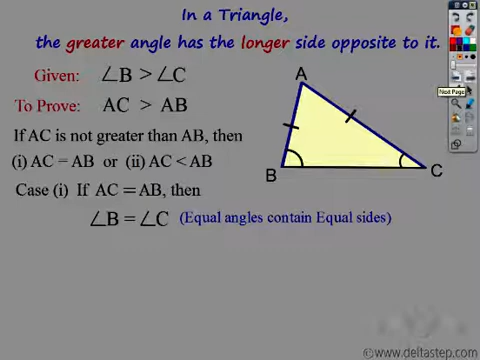 In a Triangle,
the greater angle has the longer side opposite to it.
Given: ∠B > ∠C
To Prove: AC > AB
If AC is not greater than AB, then
(i) AC = AB or (ii) AC < AB
Case (i) If AC = AB, then
∠B = ∠C (Equal angles contain Equal sides)
A
B
C
Next Page
©www.deltastep.com